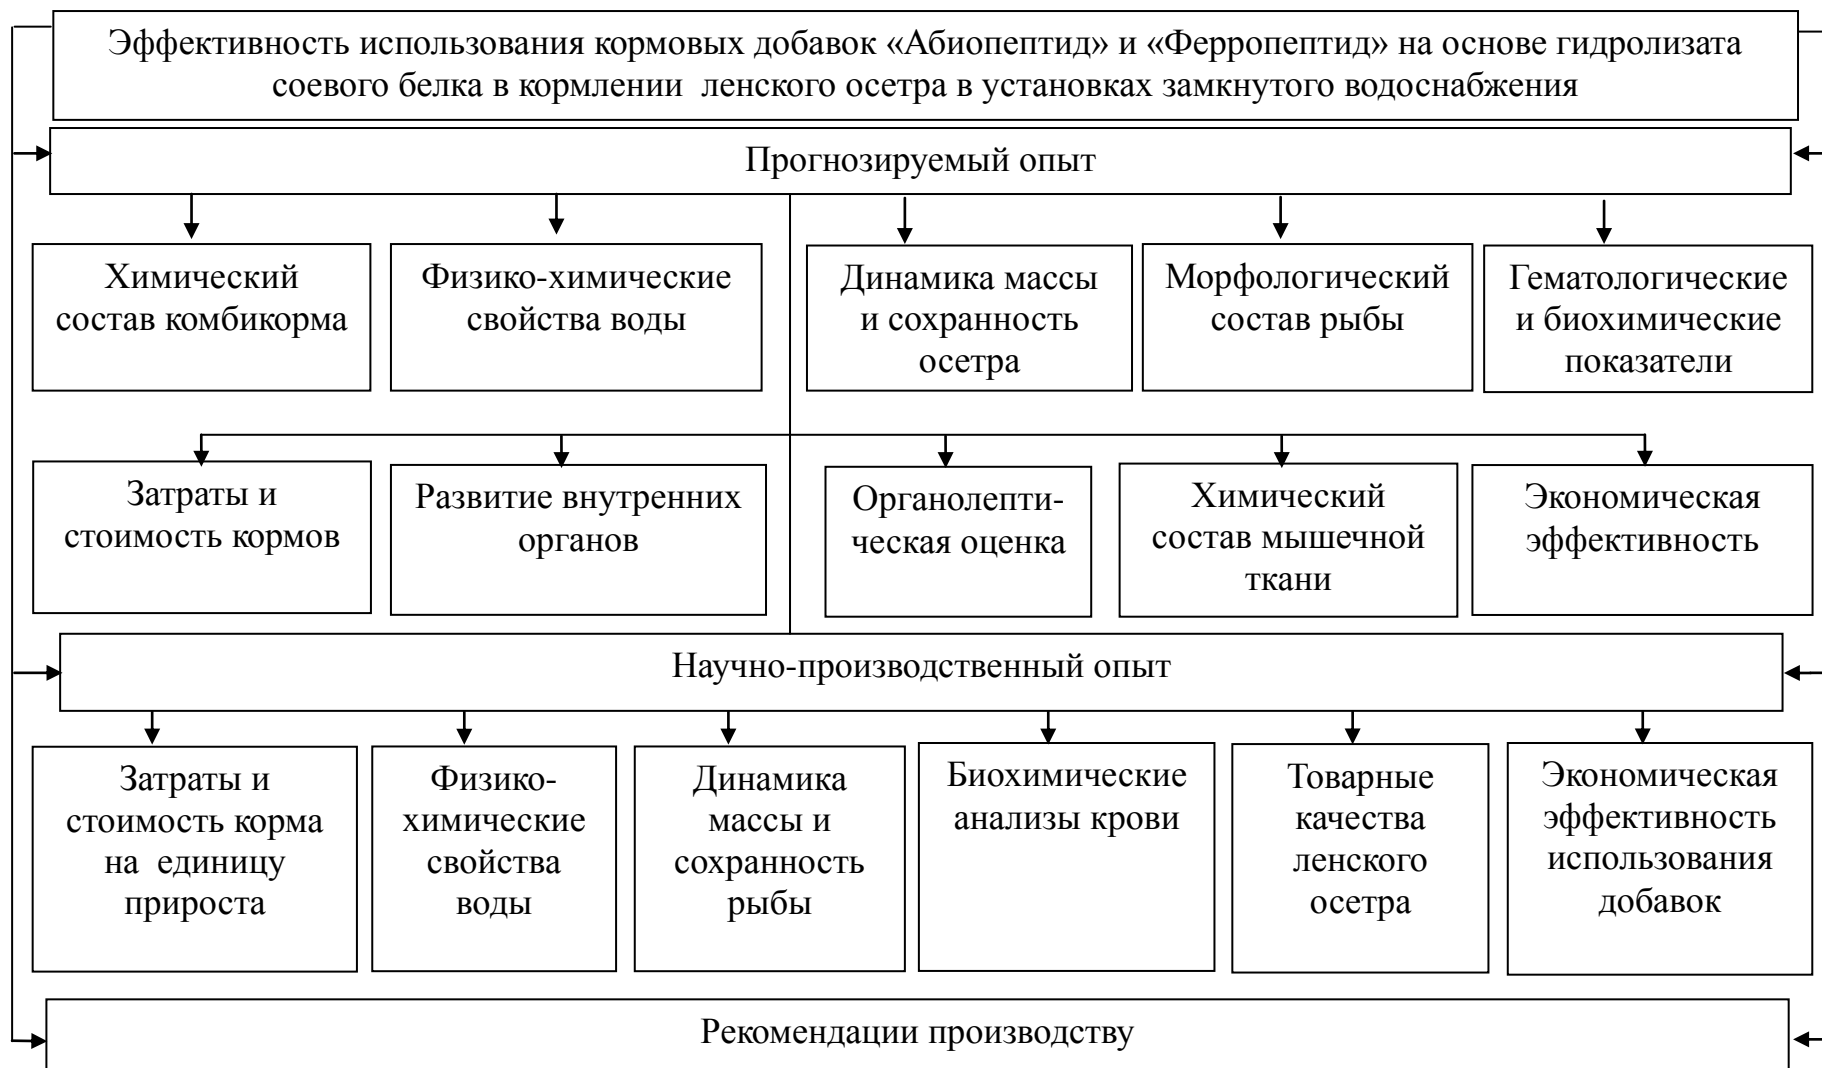 Эффективность использования кормовых добавок «Абиопептид» и «Ферропептид» на основе гидролизата
соевого белка в кормлении  ленского осетра в установках замкнутого водоснабжения
Прогнозируемый опыт
Химический
состав комбикорма
Физико-химические
свойства воды
Динамика массы
и сохранность
осетра
Морфологический
состав рыбы
Гематологические
и биохимические
показатели
Затраты и
стоимость кормов
Развитие внутренних
органов
Органолепти-
ческая оценка
Химический
состав мышечной
ткани
Экономическая
эффективность
Научно-производственный опыт
Затраты и
стоимость корма
на  единицу
прироста
Физико-
химические
свойства
воды
Динамика
массы и
сохранность
рыбы
Биохимические
анализы крови
Товарные
качества
ленского
осетра
Экономическая
эффективность
использования
добавок
Рекомендации производству